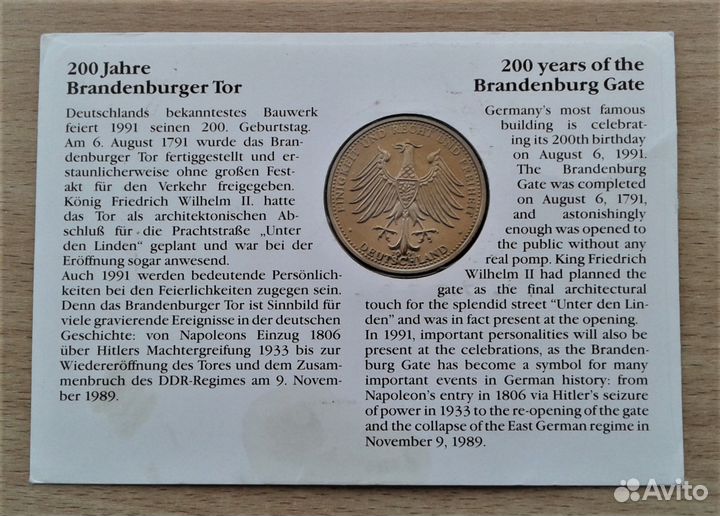 200 Jahre
Brandenburger Tor
Deutschlands bekanntestes Bauwerk
feiert 1991 seinen 200. Geburtstag.
Am 6. August 1791 wurde das Bran-
denburger Tor fertiggestellt und er-
staunlicherweise ohne großen Fest-
akt für den Verkehr freigegeben.
König Friedrich Wilhelm II. hatte
das Tor als architektonischen Ab-
schluß für die Prachtstraße „Unter
den Linden" geplant und war bei der
Eröffnung sogar anwesend.
Auch 1991 werden bedeutende Persönlich-
keiten bei den Feierlichkeiten zugegen sein.
Denn das Brandenburger Tor ist Sinnbild für
viele gravierende Ereignisse in der deutschen
Geschichte: von Napoleons Einzug 1806
über Hitlers Machtergreifung 1933 bis zur
Wiedereröffnung des Tores und dem Zusam-
menbruch des DDR-Regimes am 9. Novem-
ber 1989.
EINIGKEIT UND RECHT UND FREIHEIT
DEUTSCHLAND
200 years of the
Brandenburg Gate
Germany's most famous
building is celebrat-
ing its 200th birthday
on August 6, 1991.
The Brandenburg
Gate was completed
on August 6, 1791,
and astonishingly
enough was opened to
the public without any
real pomp. King Friedrich
Wilhelm II had planned the
gate as the final architectural
touch for the splendid street "Unter den Lin-
den" and was in fact present at the opening.
In 1991, important personalities will also be
present at the celebrations, as the Branden-
burg Gate has become a symbol for many
important events in German history: from
Napoleon's entry in 1806 via Hitler's seizure
of power in 1933 to the re-opening of the gate
and the collapse of the East German regime in
November 9, 1989.
Avito